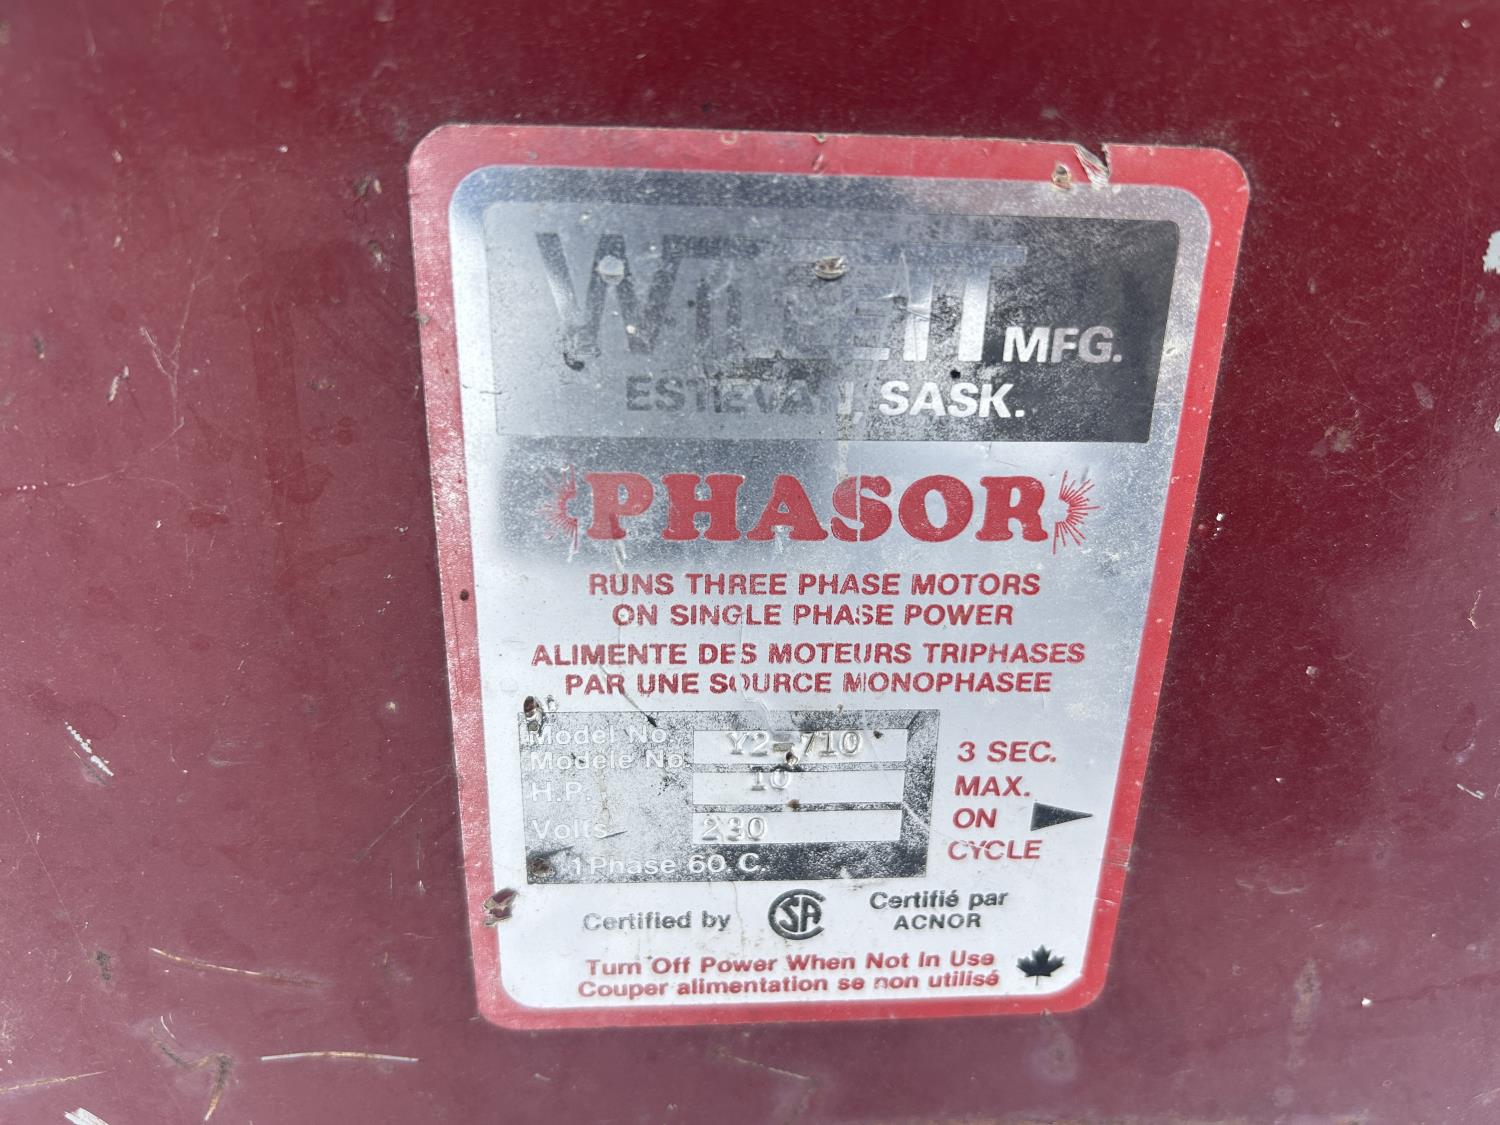 WILLETT MFG.
ESTEVAN, SASK.
PHASOR
RUNS THREE PHASE MOTORS
ON SINGLE PHASE POWER
ALIMENTE DES MOTEURS TRIPHASES
PAR UNE SOURCE MONOPHASEE
Model No.
Modèle No. Y2-710
H.P. 10
Volts 230
1 Phase 60 C.
3 SEC.
MAX.
ON
CYCLE
Certified by CSA
Certifié par
ACNOR
Turn Off Power When Not In Use
Couper alimentation se non utilisé